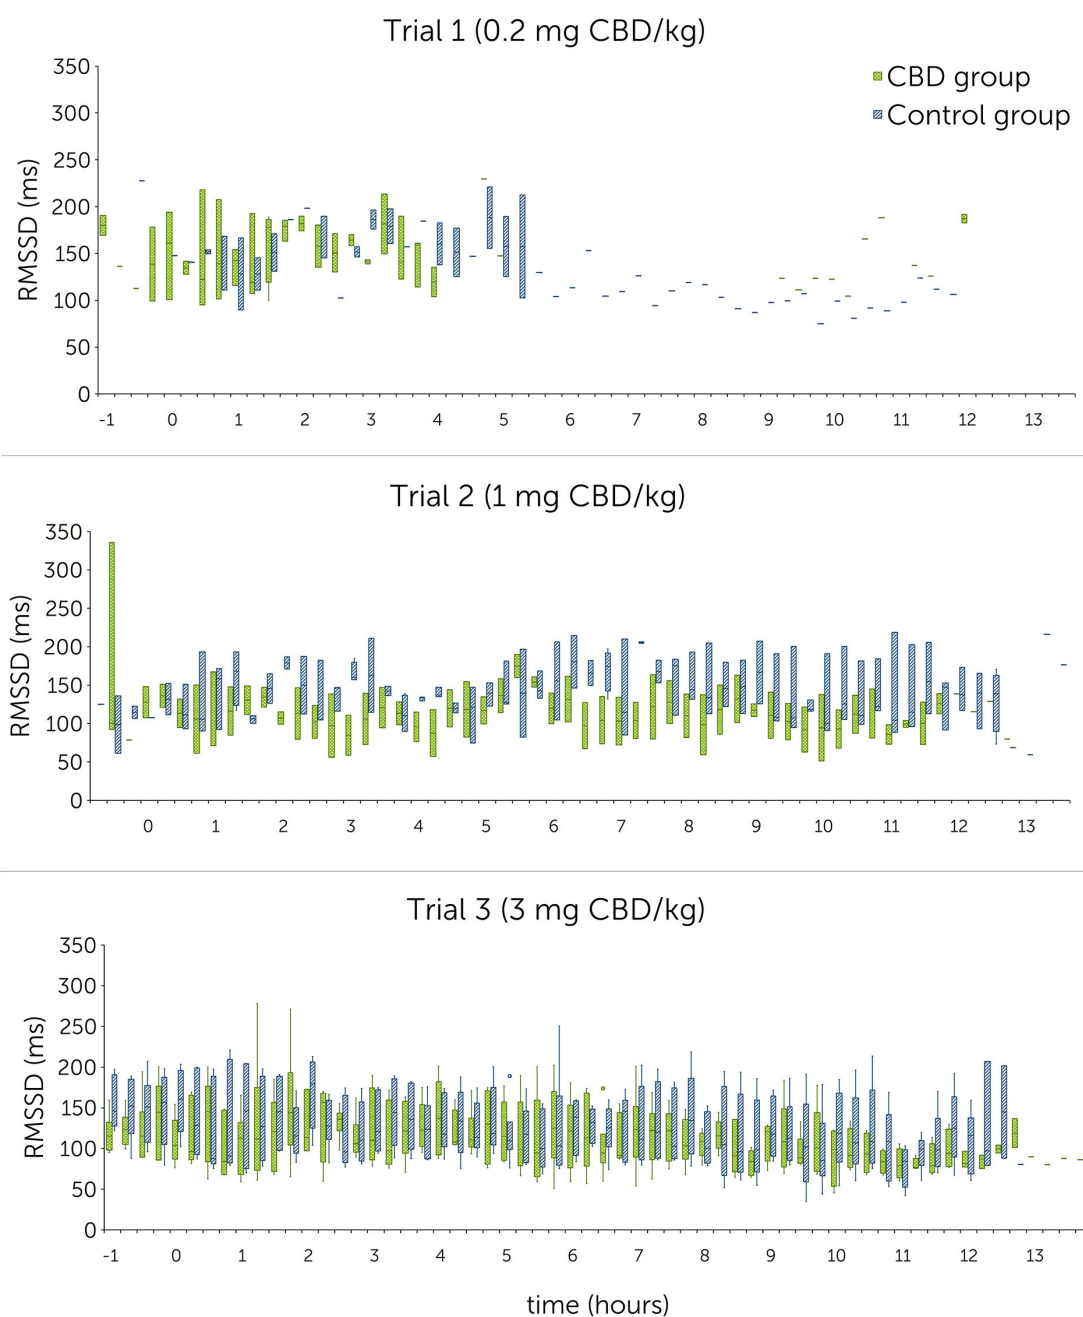 Trial 1 (0.2 mg CBD/kg)
CBD group
Control group
RMSSD (ms)
350
300
250
200
150
100
50
0
-1 0 1 2 3 4 5 6 7 8 9 10 11 12 13
Trial 2 (1 mg CBD/kg)
RMSSD (ms)
350
300
250
200
150
100
50
0
0 1 2 3 4 5 6 7 8 9 10 11 12 13
Trial 3 (3 mg CBD/kg)
RMSSD (ms)
350
300
250
200
150
100
50
0
-1 0 1 2 3 4 5 6 7 8 9 10 11 12 13
time (hours)